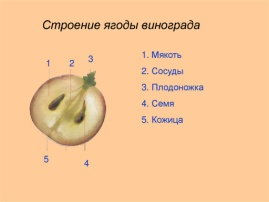 Строение ягоды винограда
1 2 3
1. Мякоть
2. Сосуды
3. Плодоножка
4. Семя
5. Кожица
5 4